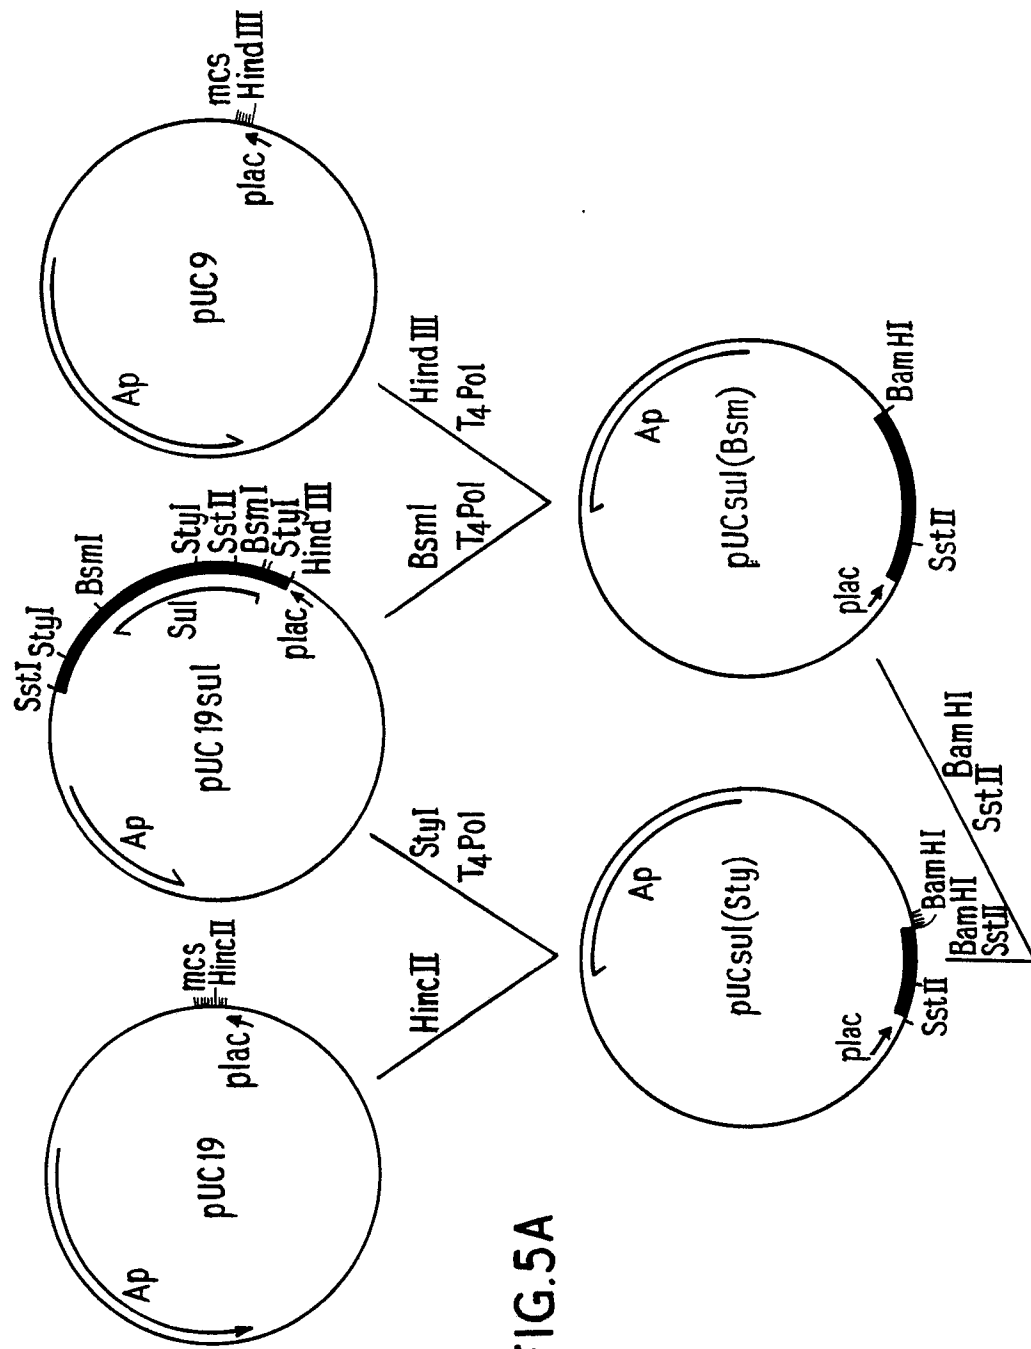 Ap
pUC19
plac
mcs
HincII
SstI
StyI
BsmI
StyI
SstII
BsmI
StyI
HindIII
Ap
Sul
pUC19sul
plac
Ap
pUC9
plac
mcs
HindIII
HincII
StyI
T4Pol
BsmI
T4Pol
HindIII
T4Pol
FIG.5A
Ap
pUCsul(Sty)
plac
SstII
BamHI
Ap
pUCsul(Bsm)
plac
SstII
BamHI
BamHI
SstII
BamHI
SstII